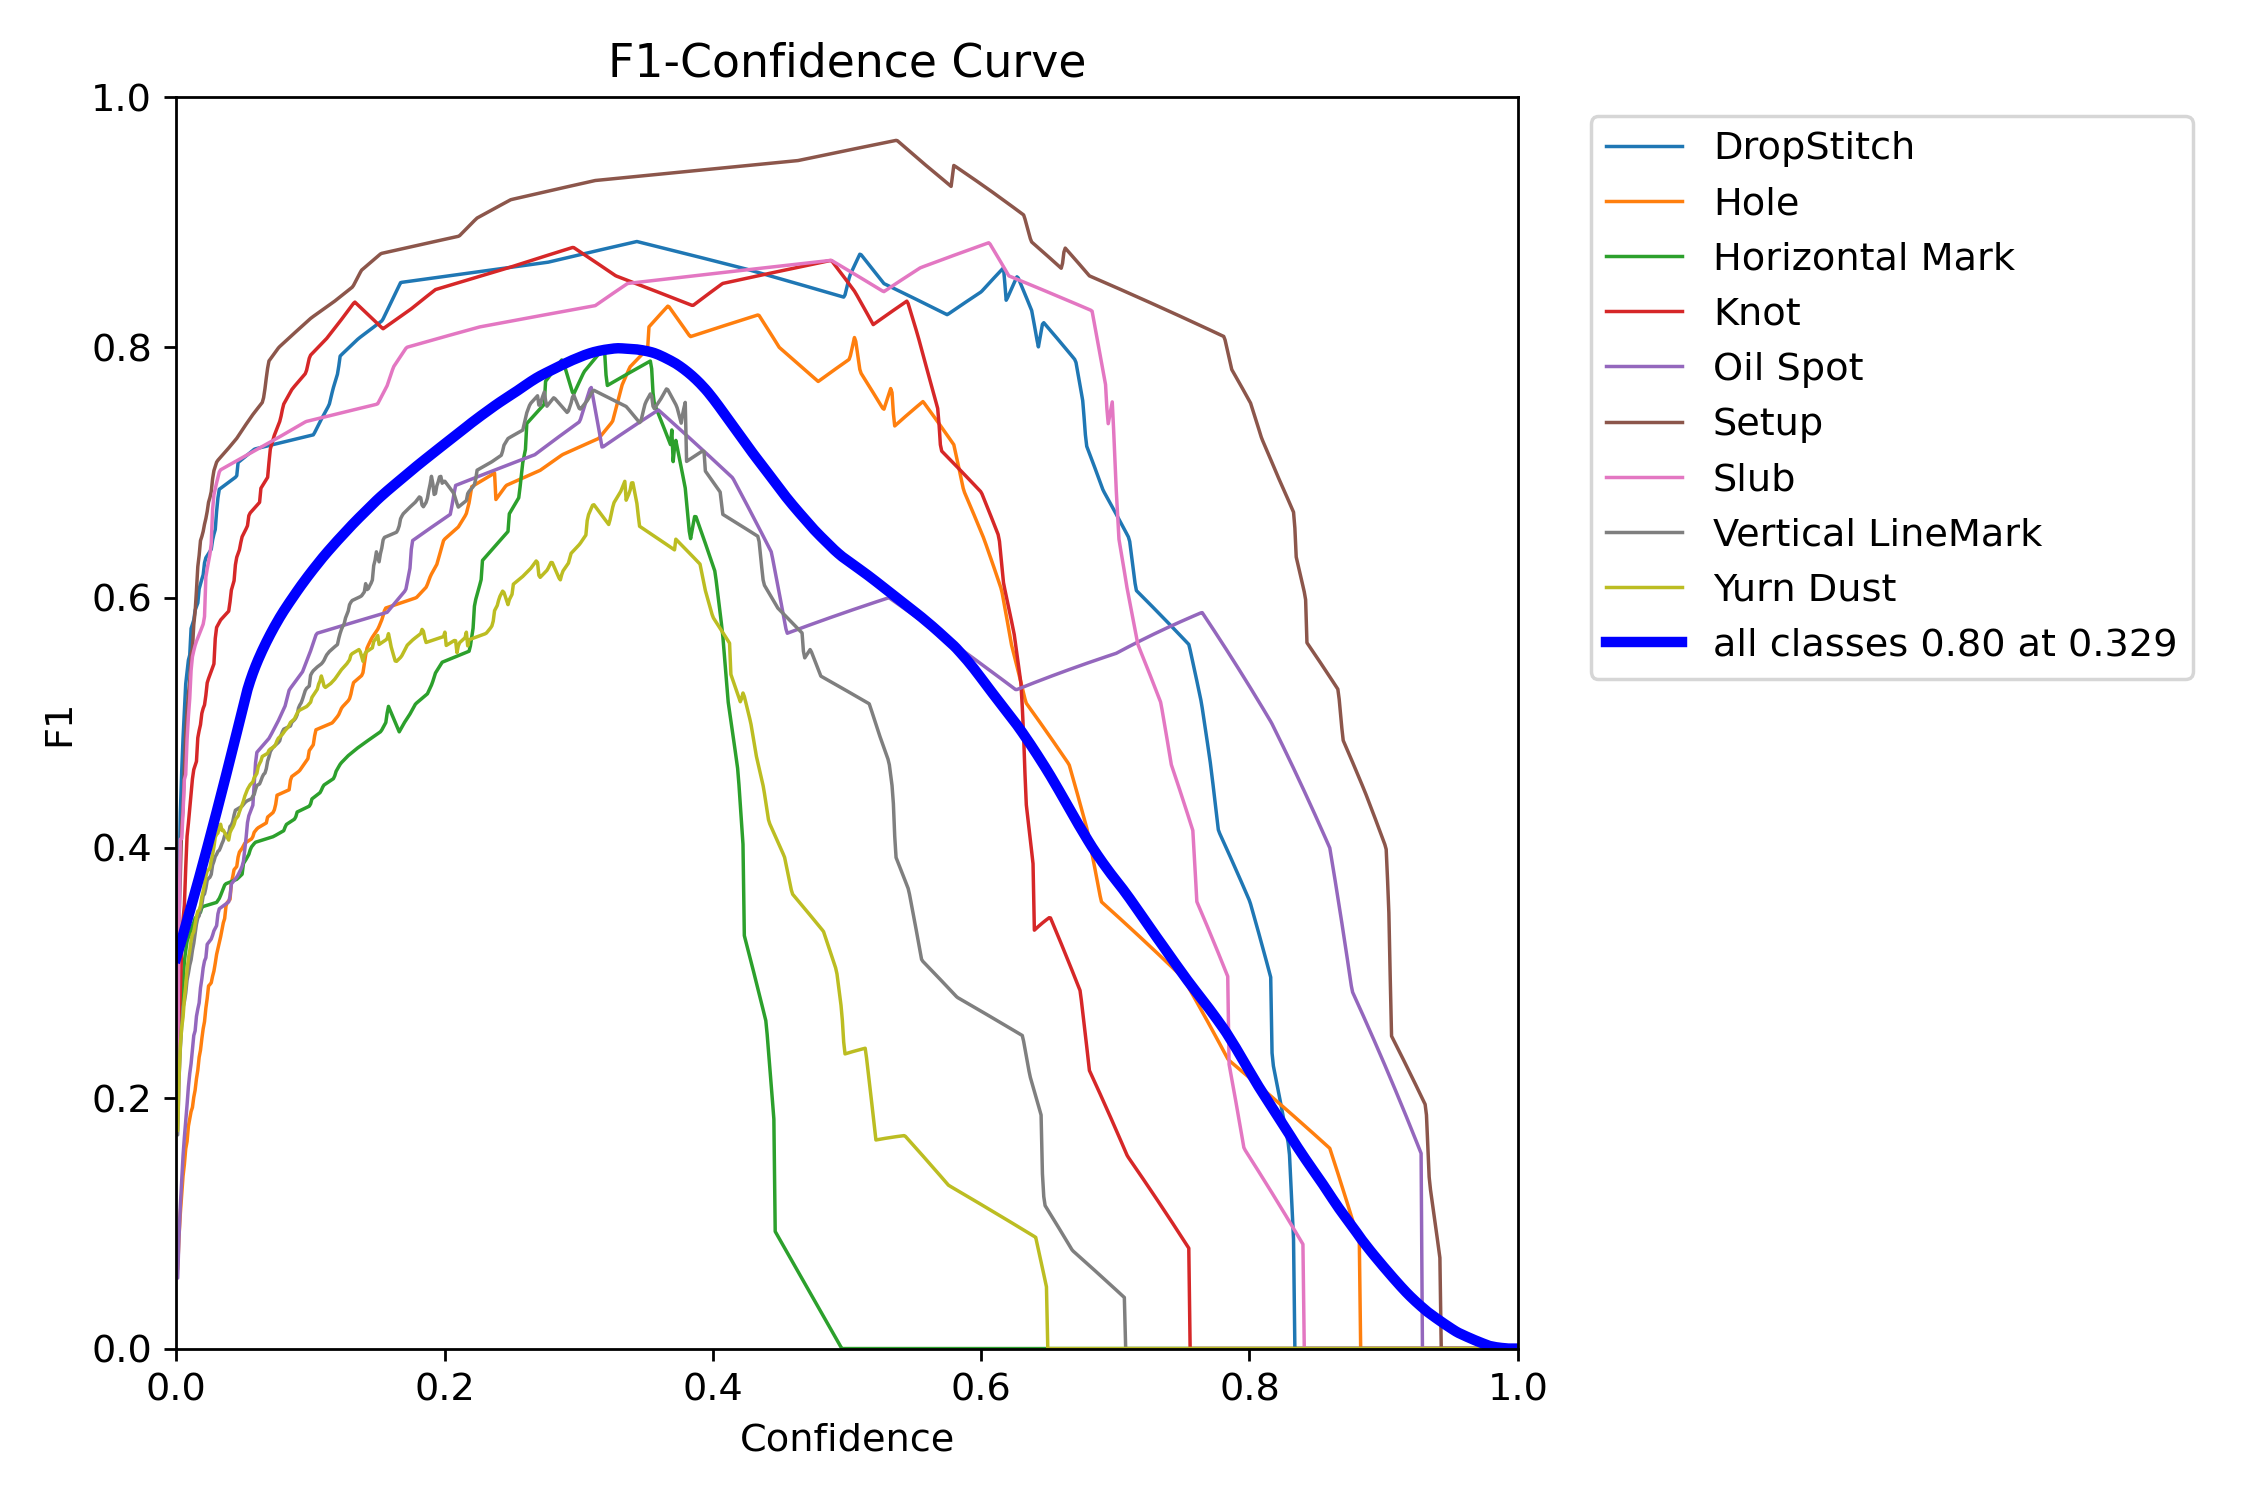 F1-Confidence Curve
1.0
0.8
0.6
0.4
0.2
0.0
F1
0.0 0.2 0.4 0.6 0.8 1.0
Confidence
DropStitch
Hole
Horizontal Mark
Knot
Oil Spot
Setup
Slub
Vertical LineMark
Yurn Dust
all classes 0.80 at 0.329